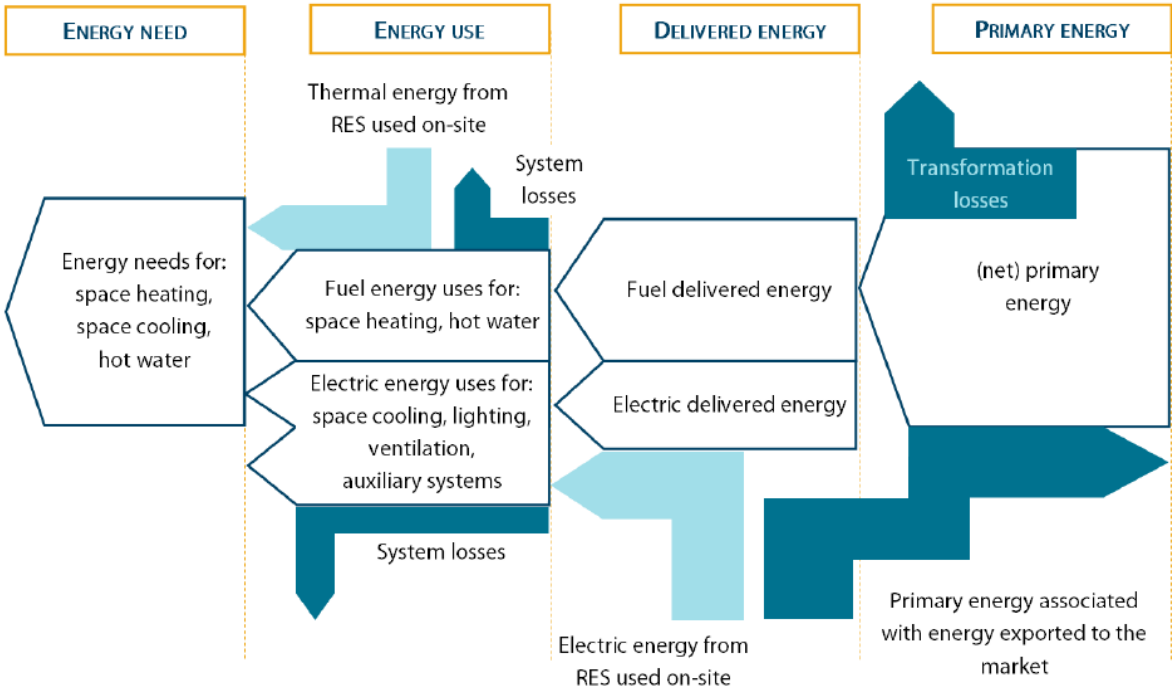 ENERGY NEED
ENERGY USE
DELIVERED ENERGY
PRIMARY ENERGY
Thermal energy from
RES used on-site
System
losses
Transformation
losses
Energy needs for:
space heating,
space cooling,
hot water
Fuel energy uses for:
space heating, hot water
Fuel delivered energy
(net) primary
energy
Electric energy uses for:
space cooling, lighting,
ventilation,
auxiliary systems
Electric delivered energy
System losses
Electric energy from
RES used on-site
Primary energy associated
with energy exported to the
market